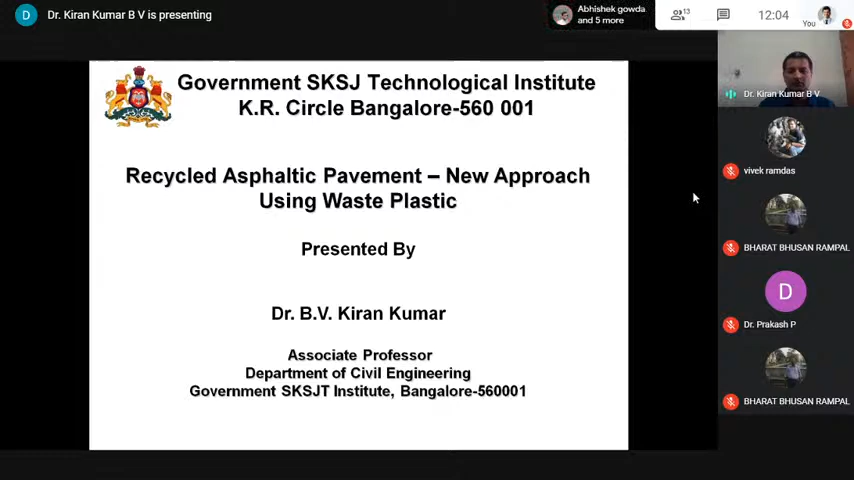 D
Dr. Kiran Kumar B V is presenting
Abhishek gowda
and 5 more
13
12:04
You
Government SKSJ Technological Institute
K.R. Circle Bangalore-560 001
Recycled Asphaltic Pavement – New Approach
Using Waste Plastic
Presented By
Dr. B.V. Kiran Kumar
Associate Professor
Department of Civil Engineering
Government SKSJT Institute, Bangalore-560001
Dr. Kiran Kumar B V
vivek ramdas
BHARAT BHUSAN RAMPAL
D
Dr. Prakash P
BHARAT BHUSAN RAMPAL